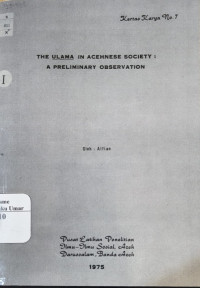 Kertas Karya No. 7
THE ULAMA IN ACEHNESE SOCIETY :
A PRELIMINARY OBSERVATION
Oleh : Alfian
Pusat Latihan Penelitian
Ilmu-Ilmu Sosial, Aceh
Darussalam, Banda Aceh
1975